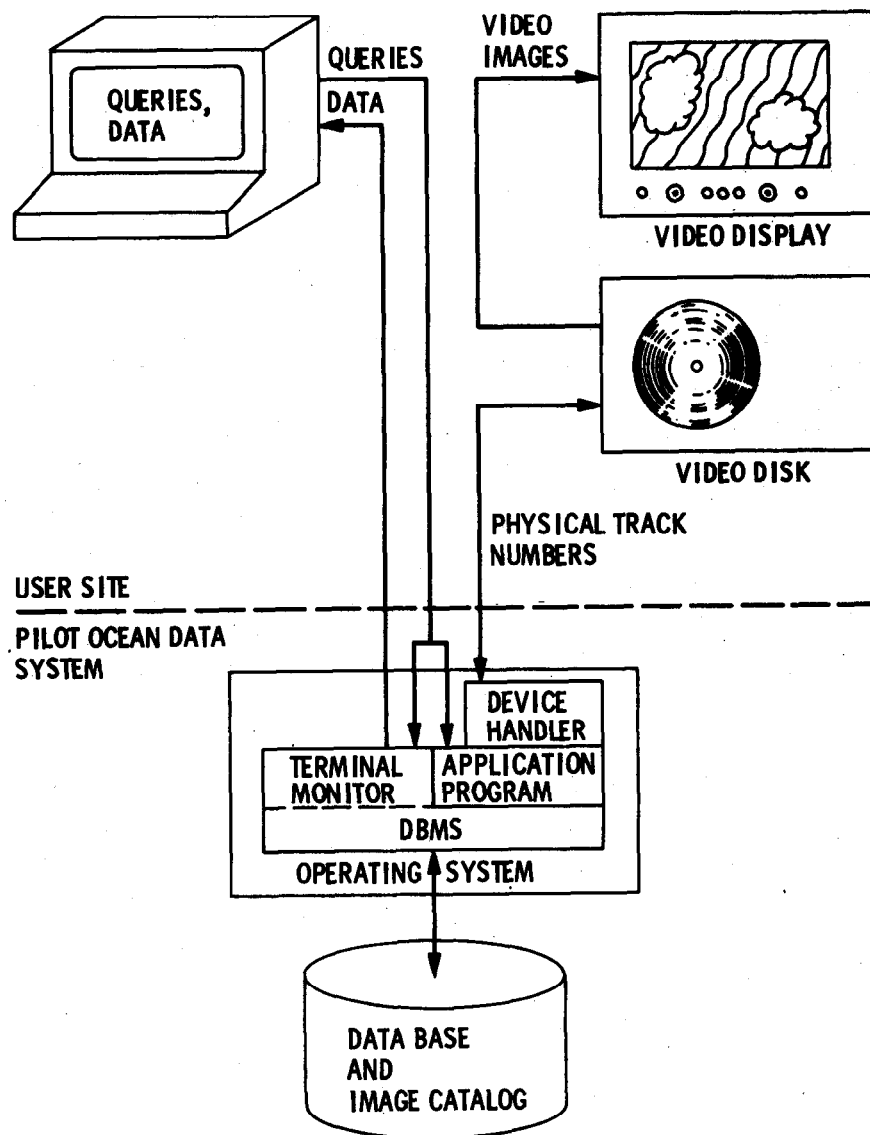 QUERIES,
DATA
QUERIES
DATA
VIDEO
IMAGES
VIDEO DISPLAY
VIDEO DISK
PHYSICAL TRACK
NUMBERS
USER SITE
PILOT OCEAN DATA
SYSTEM
DEVICE
HANDLER
TERMINAL
MONITOR
APPLICATION
PROGRAM
DBMS
OPERATING SYSTEM
DATA BASE
AND
IMAGE CATALOG